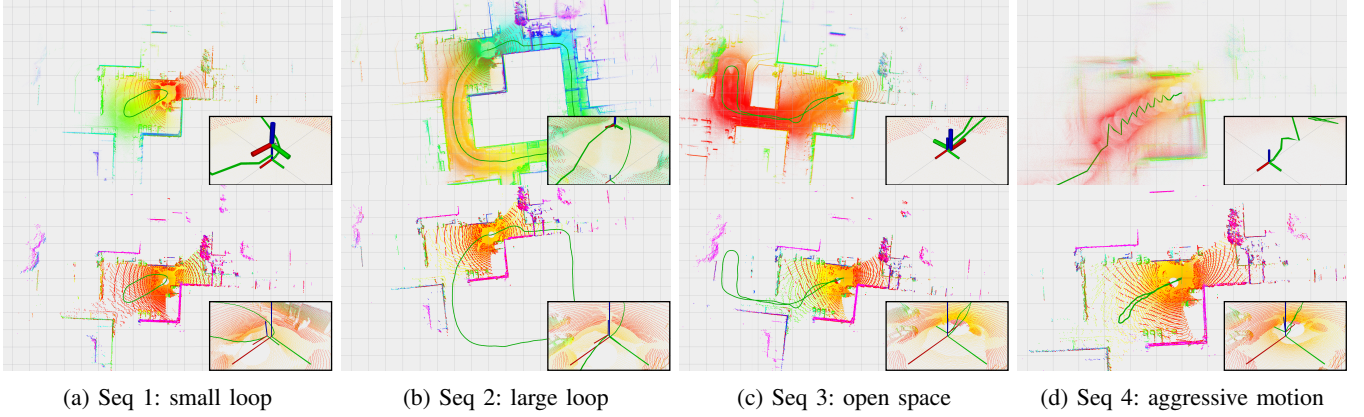 (a) Seq 1: small loop
(b) Seq 2: large loop
(c) Seq 3: open space
(d) Seq 4: aggressive motion